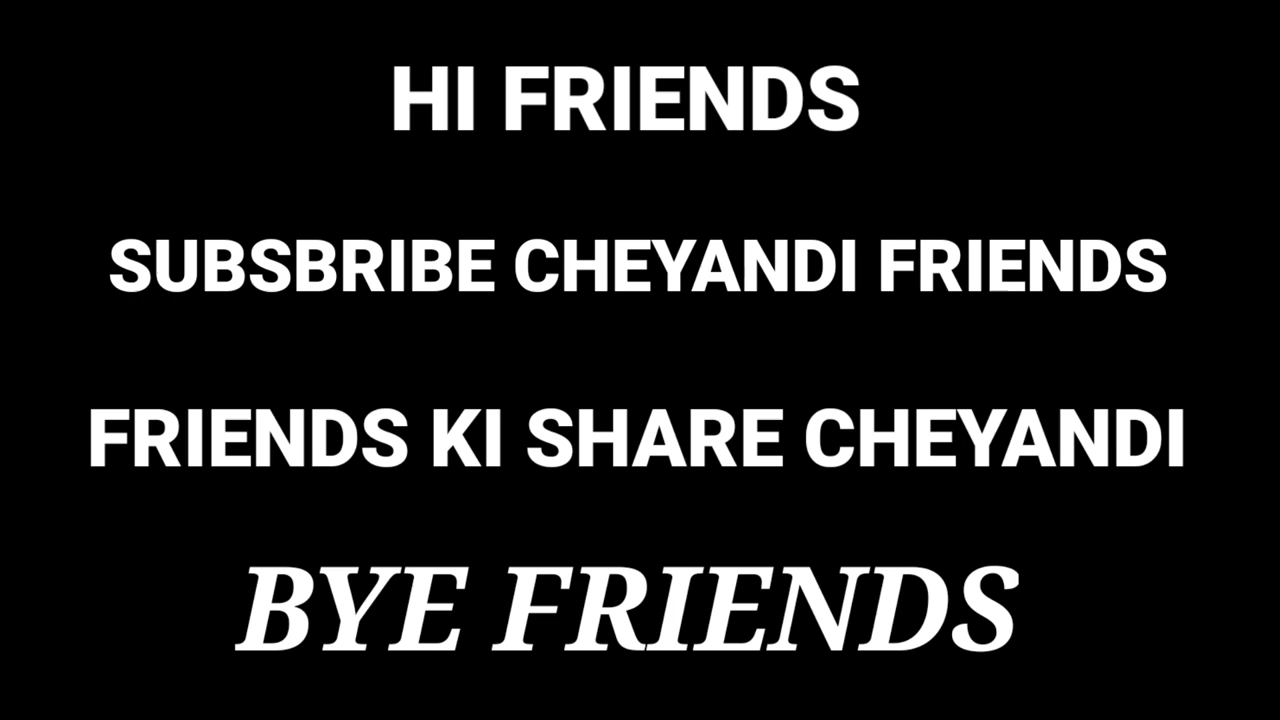 HI FRIENDS
SUBSBRIBE CHEYANDI FRIENDS
FRIENDS KI SHARE CHEYANDI
BYE FRIENDS